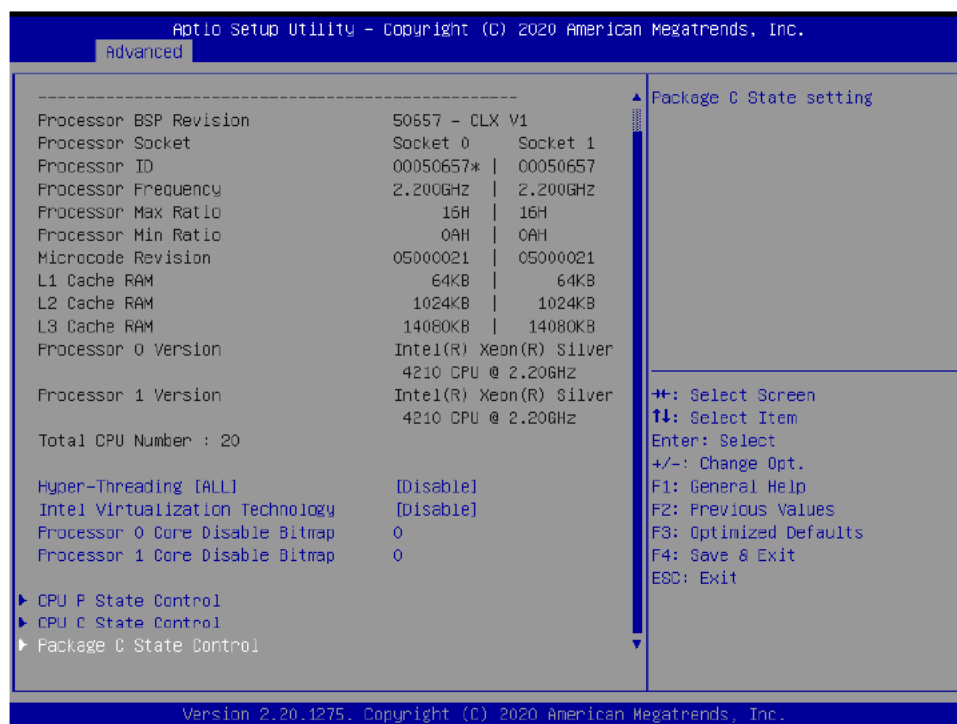 Aptio Setup Utility - Copyright (C) 2020 American Megatrends, Inc.
Advanced
------------------------------------------------
Processor BSP Revision 50657 - CLX V1
Processor Socket Socket 0 Socket 1
Processor ID 00050657* | 00050657
Processor Frequency 2.200GHz | 2.200GHz
Processor Max Ratio 16H | 16H
Processor Min Ratio 0AH | 0AH
Microcode Revision 05000021 | 05000021
L1 Cache RAM 64KB | 64KB
L2 Cache RAM 1024KB | 1024KB
L3 Cache RAM 14080KB | 14080KB
Processor 0 Version Intel(R) Xeon(R) Silver
4210 CPU @ 2.20GHz
Processor 1 Version Intel(R) Xeon(R) Silver
4210 CPU @ 2.20GHz
Total CPU Number : 20
Hyper-Threading [ALL] [Disable]
Intel Virtualization Technology [Disable]
Processor 0 Core Disable Bitmap 0
Processor 1 Core Disable Bitmap 0
CPU P State Control
CPU C State Control
Package C State Control
Package C State setting
→←: Select Screen
↑↓: Select Item
Enter: Select
+/-: Change Opt.
F1: General Help
F2: Previous Values
F3: Optimized Defaults
F4: Save & Exit
ESC: Exit
Version 2.20.1275. Copyright (C) 2020 American Megatrends, Inc.